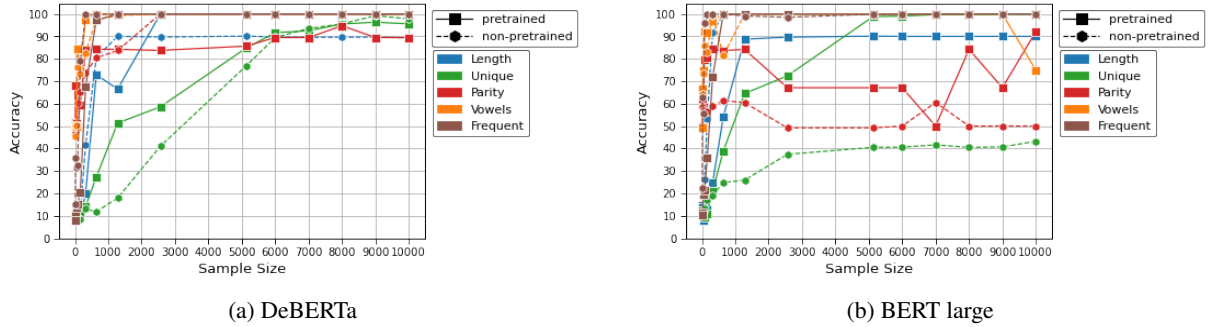 100
90
80
70
60
50
40
30
20
10
0
Accuracy
0 1000 2000 3000 4000 5000 6000 7000 8000 9000 10000
Sample Size
pretrained
non-pretrained
Length
Unique
Parity
Vowels
Frequent
(a) DeBERTa
100
90
80
70
60
50
40
30
20
10
0
Accuracy
0 1000 2000 3000 4000 5000 6000 7000 8000 9000 10000
Sample Size
pretrained
non-pretrained
Length
Unique
Parity
Vowels
Frequent
(b) BERT large